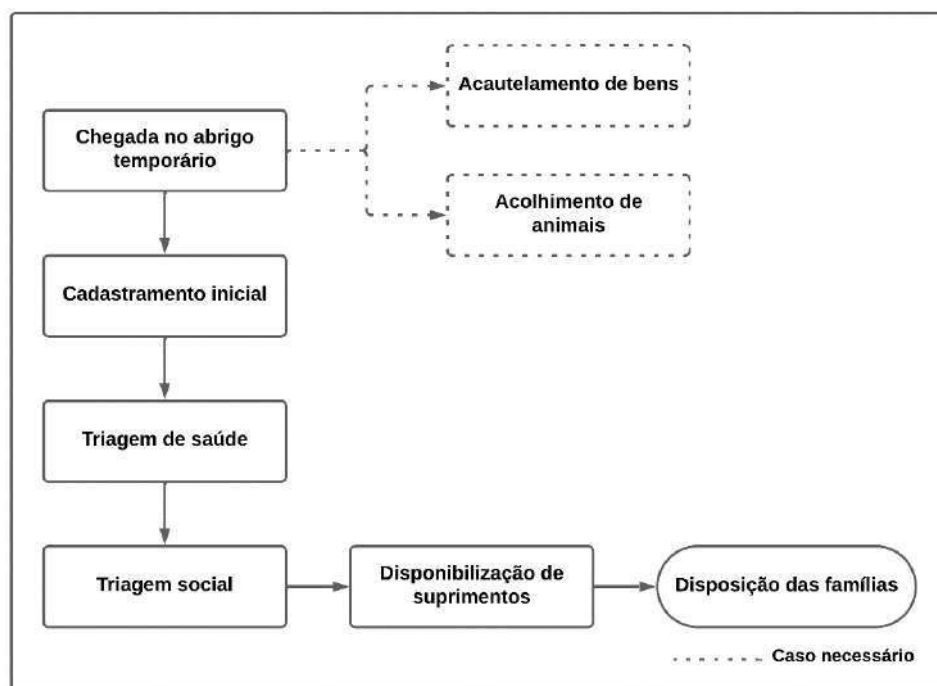 Acautelamento de bens
Chegada no abrigo
temporário
Acolhimento de
animais
Cadastramento inicial
Triagem de saúde
Triagem social
Disponibilização de
suprimentos
Disposição das famílias
Caso necessário